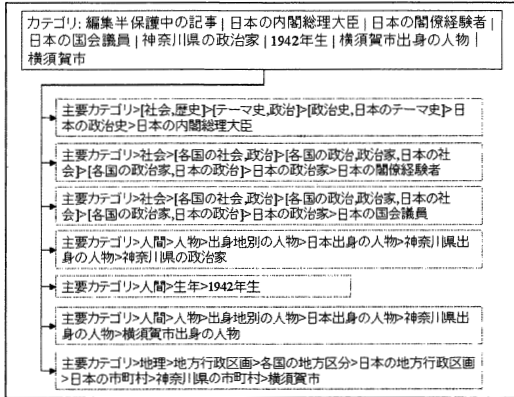 カテゴリ: 編集半保護中の記事 | 日本の内閣総理大臣 | 日本の閣僚経験者 |
日本の国会議員 | 神奈川県の政治家 | 1942年生 | 横須賀市出身の人物 |
横須賀市
主要カテゴリ>[社会,歴史]>[テーマ史,政治]>[政治史,日本のテーマ史]>日
本の政治史>日本の内閣総理大臣
主要カテゴリ>社会>[各国の社会,政治]>[各国の政治,政治家,日本の社
会]>[各国の政治家,日本の政治]>日本の政治家>日本の閣僚経験者
主要カテゴリ>社会>[各国の社会,政治]>[各国の政治,政治家,日本の社
会]>[各国の政治家,日本の政治]>日本の政治家>日本の国会議員
主要カテゴリ>人間>人物>出身地別の人物>日本出身の人物>神奈川県出
身の人物>神奈川県の政治家
主要カテゴリ>人間>生年>1942年生
主要カテゴリ>人間>人物>出身地別の人物>日本出身の人物>神奈川県出
身の人物>横須賀市出身の人物
主要カテゴリ>地理>地方行政区画>各国の地方区分>日本の地方行政区画
>日本の市町村>神奈川県の市町村>横須賀市